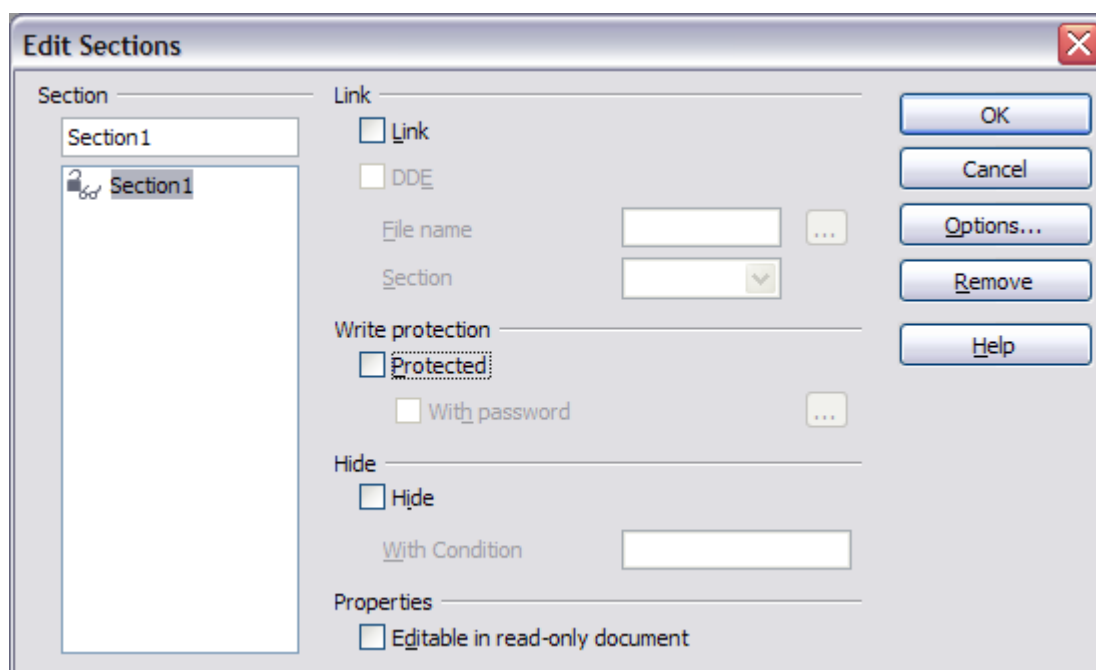 Edit Sections
Section
Section1
Section1
Link
Link
DDE
File name
...
Section
Write protection
Protected
With password
...
Hide
Hide
With Condition
Properties
Editable in read-only document
OK
Cancel
Options...
Remove
Help